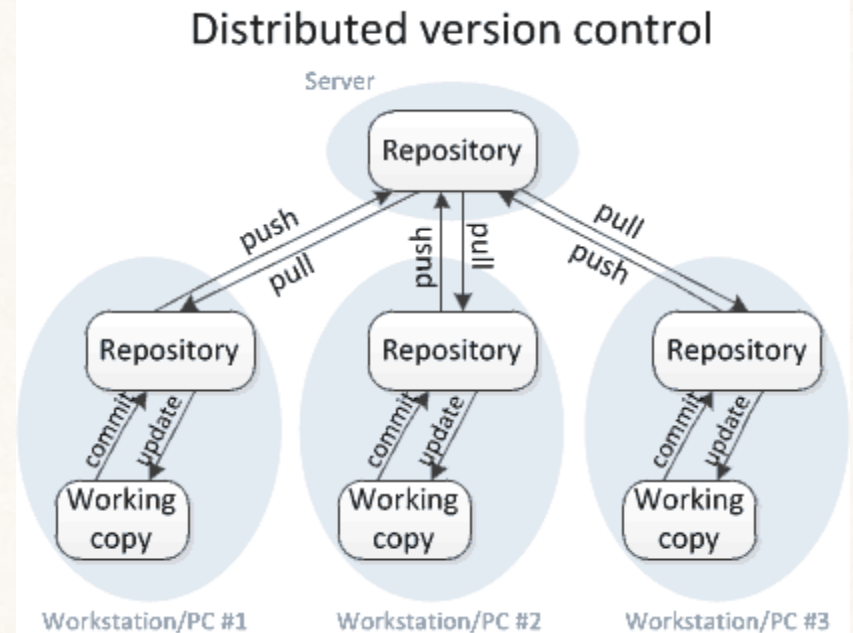 Distributed version control
Server
Repository
push
pull
push
pull
pull
push
Repository
Repository
Repository
commit
update
commit
update
commit
update
Working
copy
Working
copy
Working
copy
Workstation/PC #1
Workstation/PC #2
Workstation/PC #3